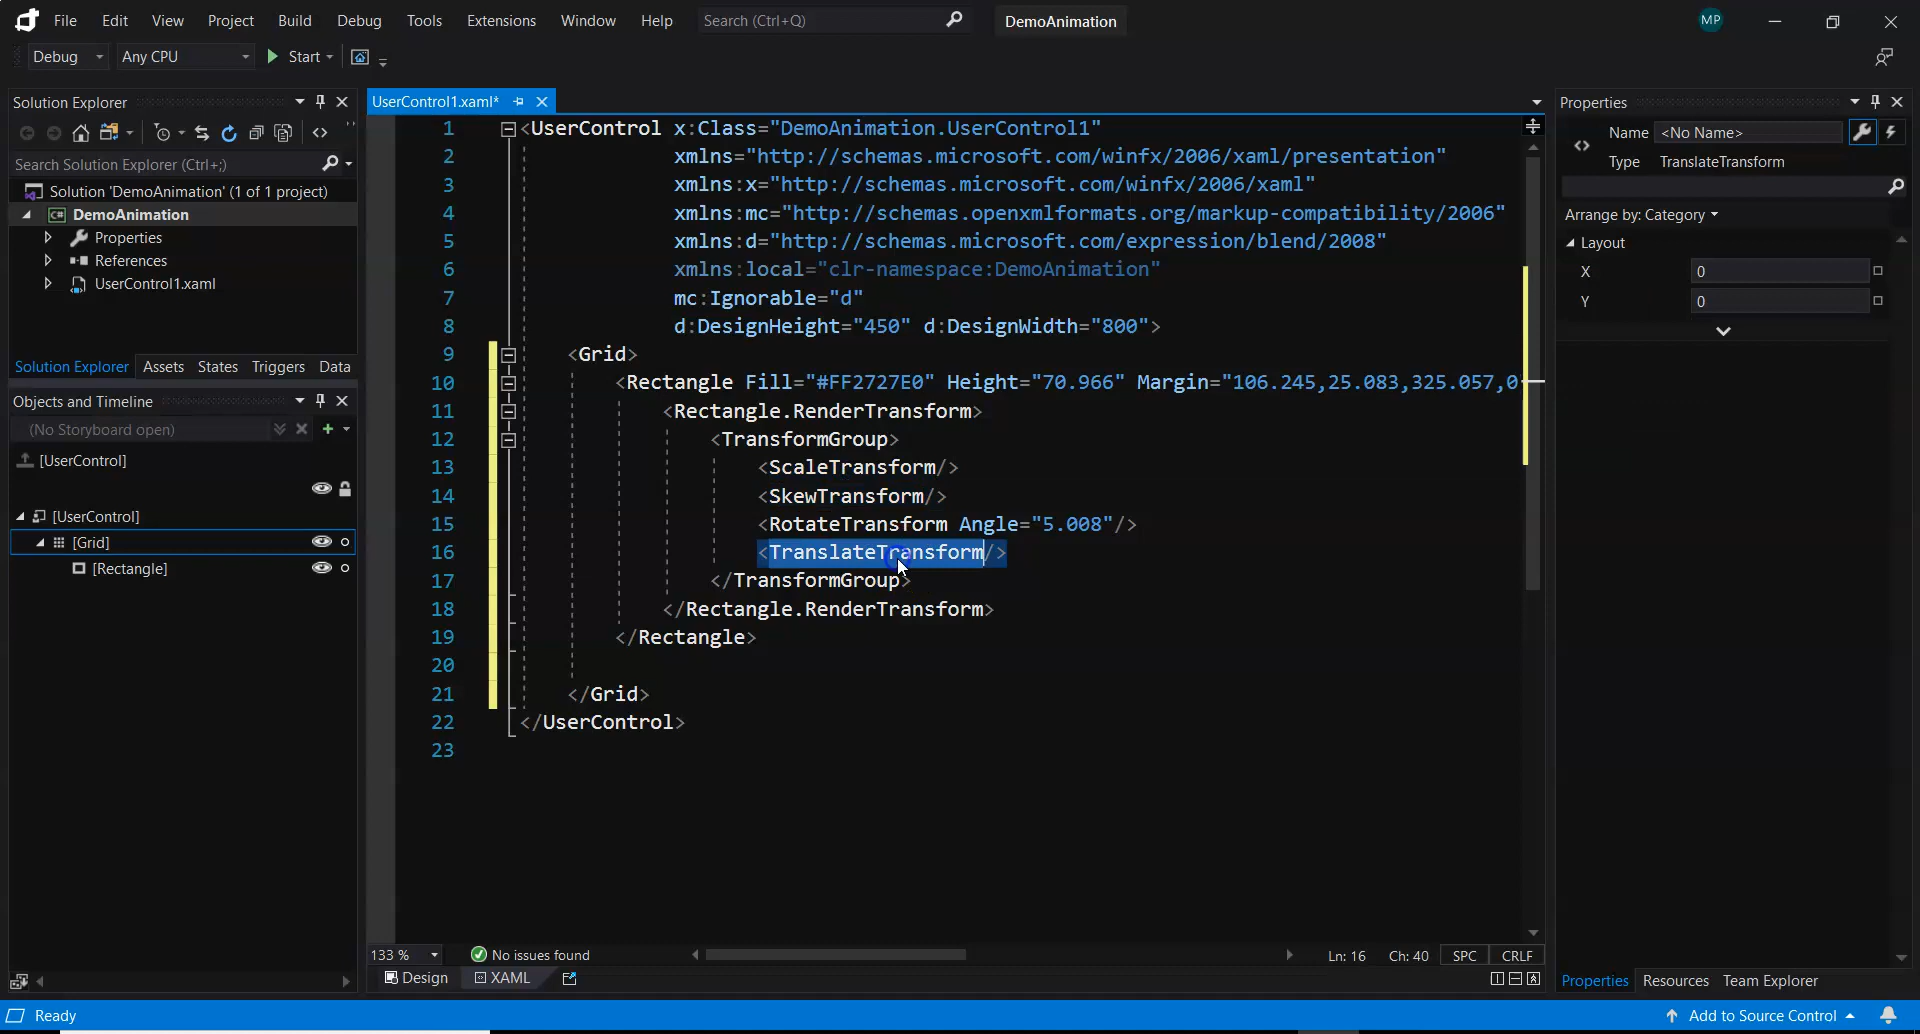 File Edit View Project Build Debug Tools Extensions Window Help Search (Ctrl+Q) DemoAnimation MP
Debug Any CPU Start
Solution Explorer
Search Solution Explorer (Ctrl+;)
Solution 'DemoAnimation' (1 of 1 project)
C# DemoAnimation
Properties
References
UserControl1.xaml
Solution Explorer Assets States Triggers Data
Objects and Timeline
(No Storyboard open)
[UserControl]
[UserControl]
[Grid]
[Rectangle]
UserControl1.xaml*
1 <UserControl x:Class="DemoAnimation.UserControl1"
2 xmlns="http://schemas.microsoft.com/winfx/2006/xaml/presentation"
3 xmlns:x="http://schemas.microsoft.com/winfx/2006/xaml"
4 xmlns:mc="http://schemas.openxmlformats.org/markup-compatibility/2006"
5 xmlns:d="http://schemas.microsoft.com/expression/blend/2008"
6 xmlns:local="clr-namespace:DemoAnimation"
7 mc:Ignorable="d"
8 d:DesignHeight="450" d:DesignWidth="800">
9 <Grid>
10 <Rectangle Fill="#FF2727E0" Height="70.966" Margin="106.245,25.083,325.057,0
11 <Rectangle.RenderTransform>
12 <TransformGroup>
13 <ScaleTransform/>
14 <SkewTransform/>
15 <RotateTransform Angle="5.008"/>
16 <TranslateTransform/>
17 </TransformGroup>
18 </Rectangle.RenderTransform>
19 </Rectangle>
20
21 </Grid>
22 </UserControl>
23
133 % No issues found Ln: 16 Ch: 40 SPC CRLF
Design XAML
Properties
Name <No Name>
Type TranslateTransform
Arrange by: Category
Layout
X 0
Y 0
Properties Resources Team Explorer
Ready Add to Source Control